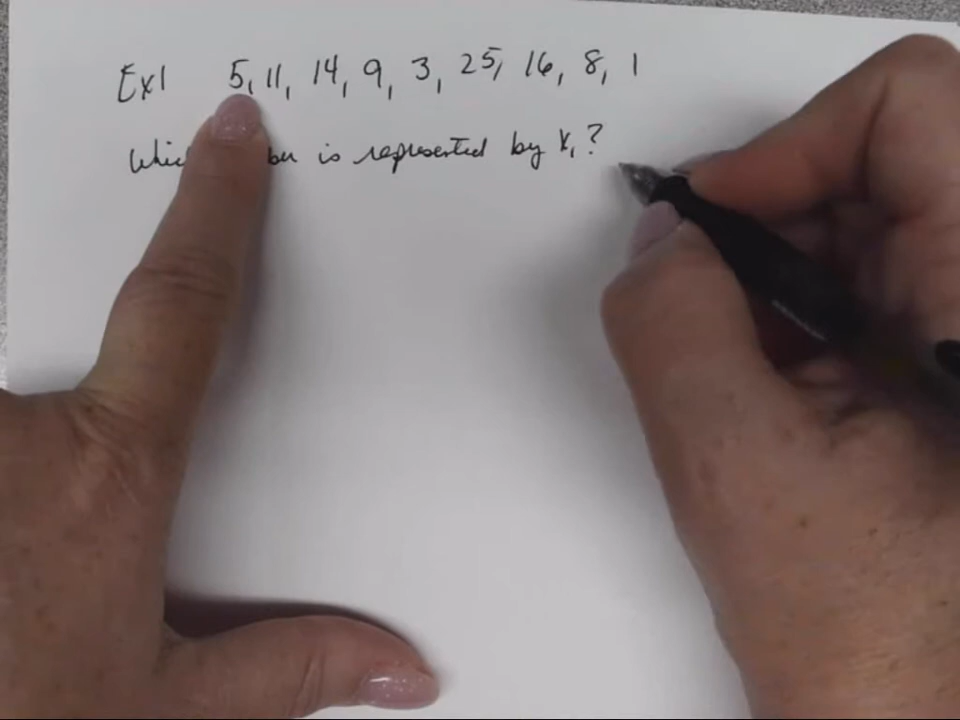 Ex1 5, 11, 14, 9, 3, 25, 16, 8, 1
is represented by x₁?